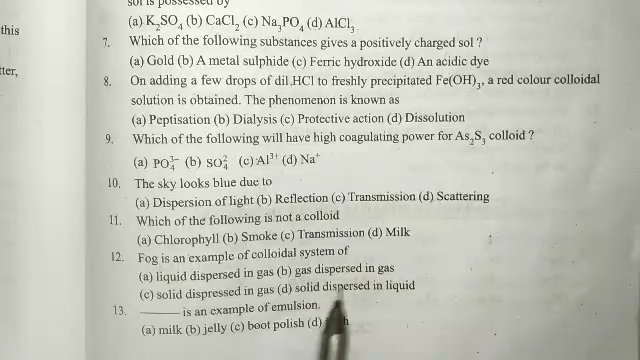 this
tter,
sol is possessed by
(a) K₂SO₄ (b) CaCl₂ (c) Na₃PO₄ (d) AlCl₃
7. Which of the following substances gives a positively charged sol ?
(a) Gold (b) A metal sulphide (c) Ferric hydroxide (d) An acidic dye
8. On adding a few drops of dil.HCl to freshly precipitated Fe(OH)₃, a red colour colloidal
solution is obtained. The phenomenon is known as
(a) Peptisation (b) Dialysis (c) Protective action (d) Dissolution
9. Which of the following will have high coagulating power for As₂S₃ colloid ?
(a) PO₄³⁻ (b) SO₄² (c) Al³⁺ (d) Na⁺
10. The sky looks blue due to
(a) Dispersion of light (b) Reflection (c) Transmission (d) Scattering
11. Which of the following is not a colloid
(a) Chlorophyll (b) Smoke (c) Transmission (d) Milk
12. Fog is an example of colloidal system of
(a) liquid dispersed in gas (b) gas dispersed in gas
(c) solid dispressed in gas (d) solid dispersed in liquid
13. ______ is an example of emulsion.
(a) milk (b) jelly (c) boot polish (d)